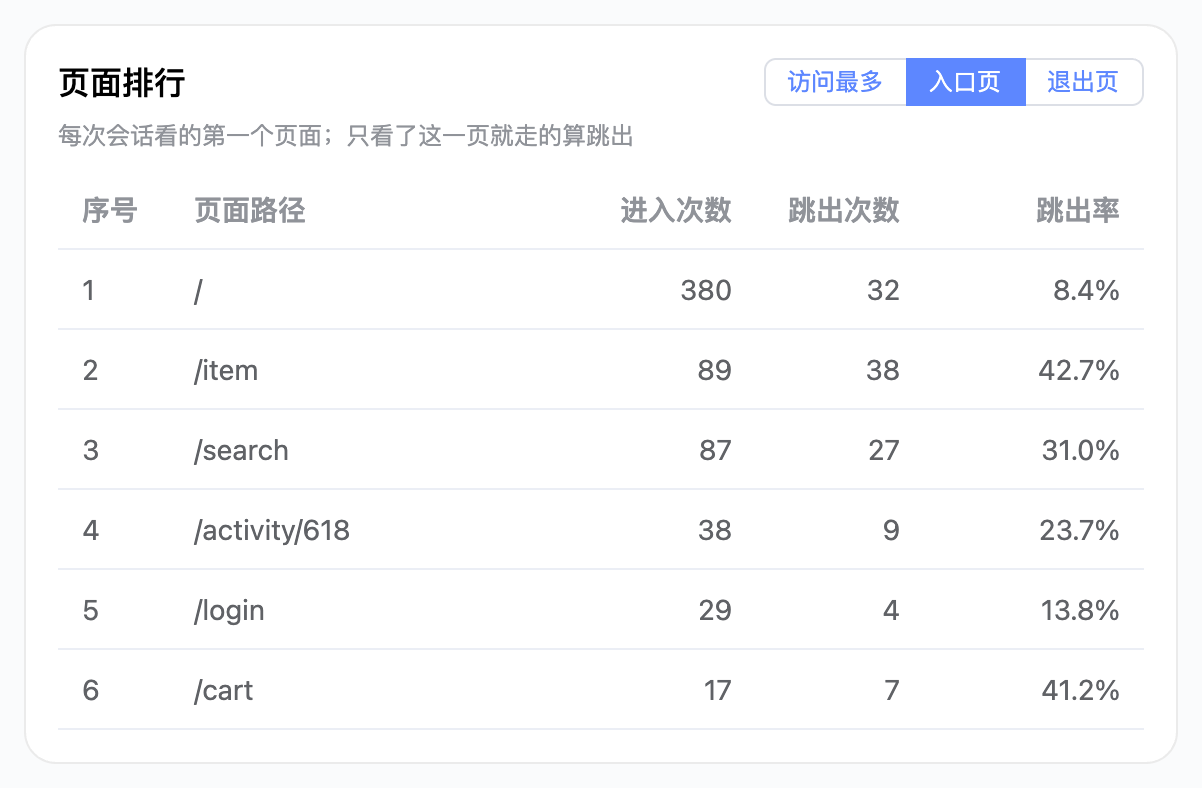 页面排行
访问最多 入口页 退出页
每次会话看的第一个页面；只看了这一页就走的算跳出
序号 页面路径 进入次数 跳出次数 跳出率
1 / 380 32 8.4%
2 /item 89 38 42.7%
3 /search 87 27 31.0%
4 /activity/618 38 9 23.7%
5 /login 29 4 13.8%
6 /cart 17 7 41.2%